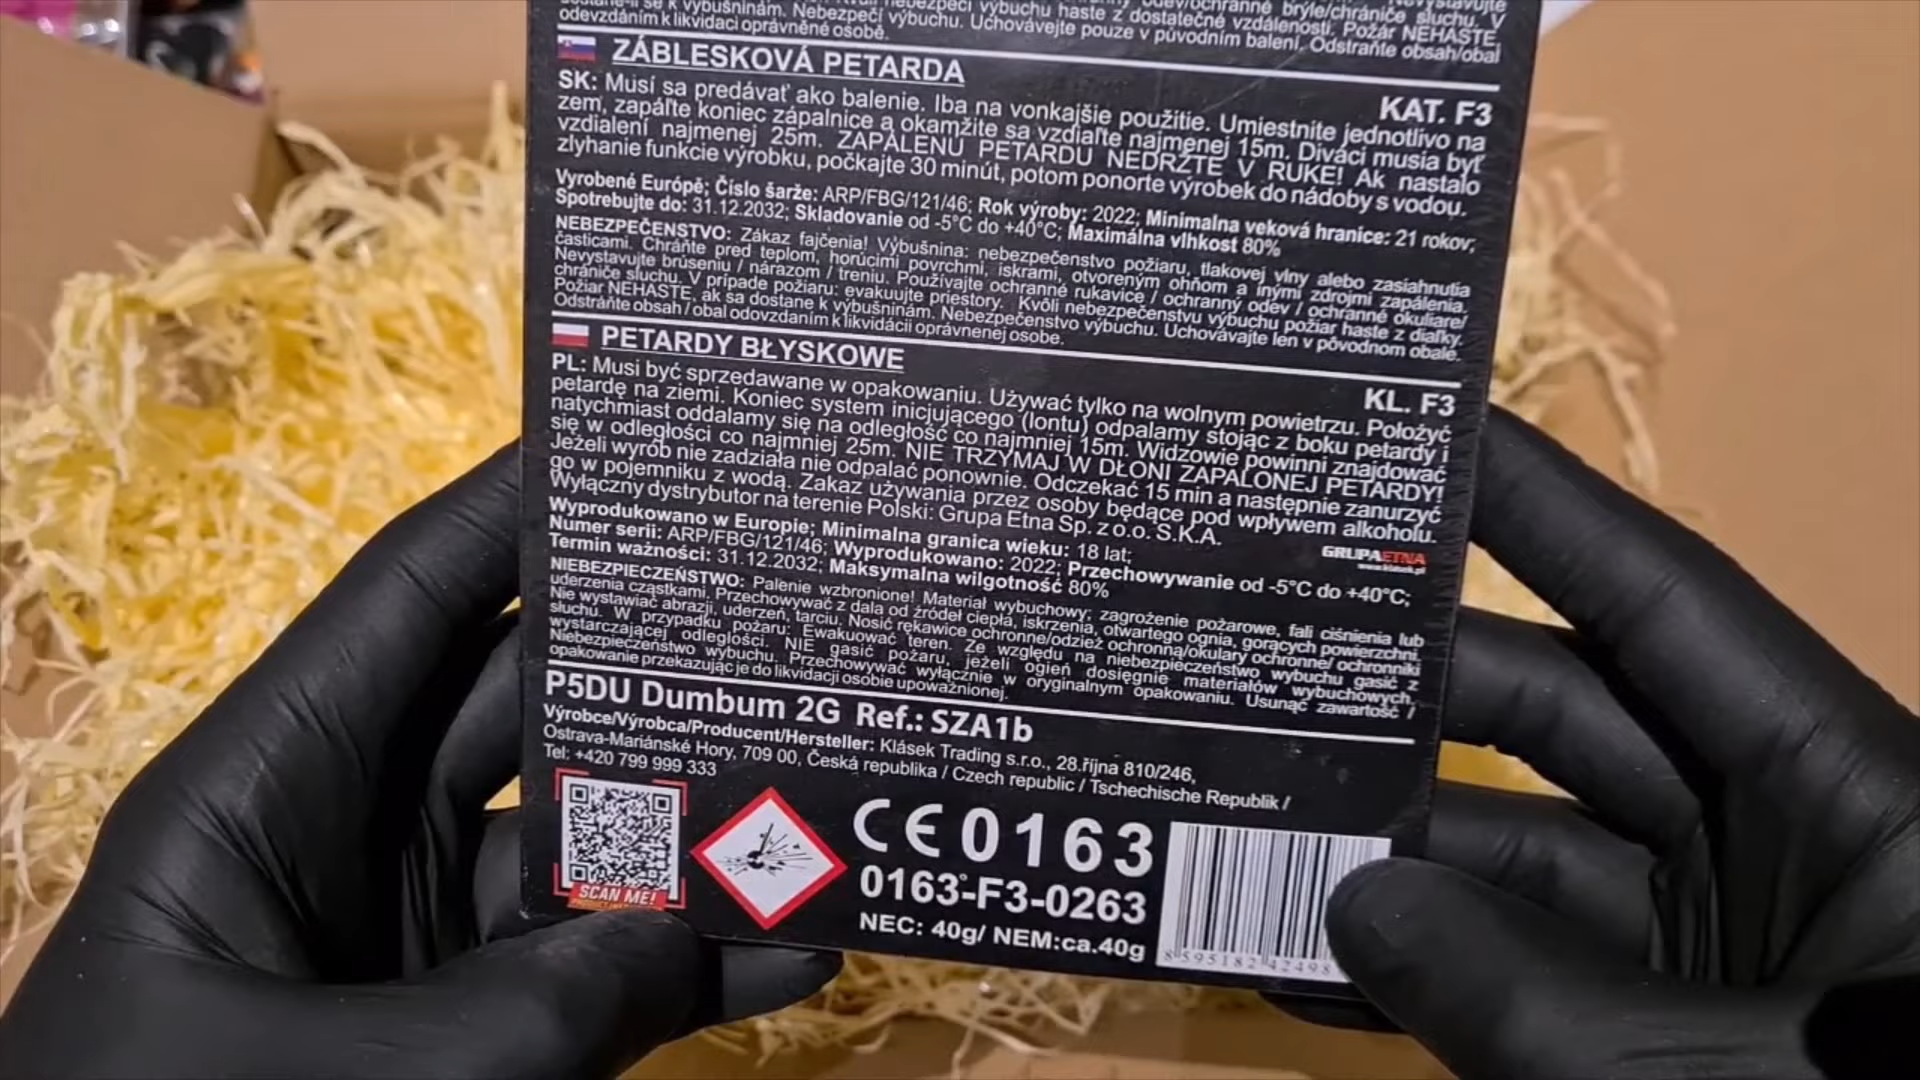 dostane-li se k výbušninám. Nebezpečí výbuchu. Uchovávejte pouze v původním balení. Odstraňte obsah/obal
odevzdáním k likvidaci oprávněné osobě.
ZÁBLESKOVÁ PETARDA
KAT. F3
SK: Musí sa predávať ako balenie. Iba na vonkajšie použitie. Umiestnite jednotlivo na
zem, zapáľte koniec zápalnice a okamžite sa vzdiaľte najmenej 15m. Diváci musia byť
vzdialení najmenej 25m. ZAPÁLENÚ PETARDU NEDRŽTE V RUKE! Ak nastalo
zlyhanie funkcie výrobku, počkajte 30 minút, potom ponorte výrobek do nádoby s vodou.
Vyrobené Európě; Číslo šarže: ARP/FBG/121/46; Rok výroby: 2022; Minimalna veková hranice: 21 rokov;
Spotrebujte do: 31.12.2032; Skladovanie od -5°C do +40°C; Maximálna vlhkost 80%
NEBEZPEČENSTVO: Zákaz fajčenia! Výbušnina: nebezpečenstvo požiaru, tlakovej vlny alebo zasiahnutia
časticami. Chráňte pred teplom, horúcimi povrchmi, iskrami, otvoreným ohňom a inými zdrojmi zapálenia.
Nevystavujte brúseniu / nárazom / treniu. Používajte ochranné rukavice / ochranný odev / ochranné okuliare/
chrániče sluchu. V prípade požiaru: evakuujte priestory. Kvôli nebezpečenstvu výbuchu požiar haste z diaľky.
Požiar NEHASTE, ak sa dostane k výbušninám. Nebezpečenstvo výbuchu. Uchovávajte len v pôvodnom obale.
Odstráňte obsah / obal odovzdaním k likvidácii oprávnenej osobe.
PETARDY BŁYSKOWE
KL. F3
PL: Musi być sprzedawane w opakowaniu. Używać tylko na wolnym powietrzu. Położyć
petardę na ziemi. Koniec system inicjującego (lontu) odpalamy stojąc z boku petardy i
natychmiast oddalamy się na odległość co najmniej 15m. Widzowie powinni znajdować
się w odległości co najmniej 25m. NIE TRZYMAJ W DŁONI ZAPALONEJ PETARDY!
Jeżeli wyrób nie zadziała nie odpalać ponownie. Odczekać 15 min a następnie zanurzyć
go w pojemniku z wodą. Zakaz używania przez osoby będące pod wpływem alkoholu.
Wyłączny dystrybutor na terenie Polski: Grupa Etna Sp. z o.o. S.K.A.
GRUPAETNA
www.klasek.pl
Wyprodukowano w Europie; Minimalna granica wieku: 18 lat;
Numer serii: ARP/FBG/121/46; Wyprodukowano: 2022; Przechowywanie od -5°C do +40°C;
Termin ważności: 31.12.2032; Maksymalna wilgotność 80%
NIEBEZPIECZEŃSTWO: Palenie wzbronione! Materiał wybuchowy; zagrożenie pożarowe, fali ciśnienia lub
uderzenia cząstkami. Przechowywać z dala od źródeł ciepła, iskrzenia, otwartego ognia, gorących powierzchni.
Nie wystawiać abrazji, uderzeń, tarciu. Nosić rękawice ochronne/odzież ochronną/okulary ochronne/ ochronniki
słuchu. W przypadku pożaru: Ewakuować teren. Ze względu na niebezpieczeństwo wybuchu gasić z
wystarczającej odległości. NIE gasić pożaru, jeżeli ogień dosięgnie materiałów wybuchowych.
Niebezpieczeństwo wybuchu. Przechowywać wyłącznie w oryginalnym opakowaniu. Usunąć zawartość /
opakowanie przekazując je do likvidacji osobie upoważnionej.
P5DU Dumbum 2G Ref.: SZA1b
Výrobce/Výrobca/Producent/Hersteller: Klásek Trading s.r.o., 28.října 810/246,
Ostrava-Mariánské Hory, 709 00, Česká republika / Czech republic / Tschechische Republik /
Tel: +420 799 999 333
SCAN ME!
CE0163
0163-F3-0263
NEC: 40g/ NEM:ca.40g
8 595182 42498